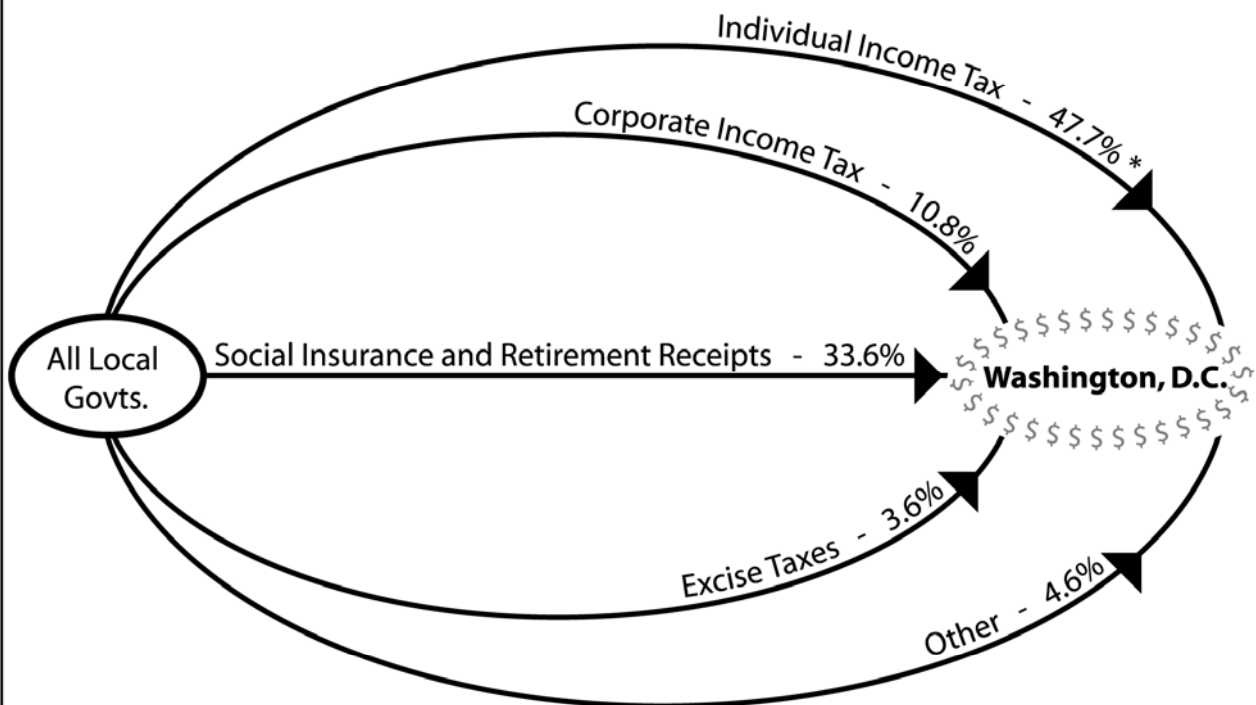 Individual Income Tax - 47.7% *
Corporate Income Tax - 10.8%
All Local
Govts.
Social Insurance and Retirement Receipts - 33.6%
$ $ $ $ $ $ $ $ $ $ $ $ $ $ $ $ $ $ $ $ $ $ $ $ $ $ $ $ $ $ $ $ $ $
Washington, D.C.
Excise Taxes - 3.6%
Other - 4.6%